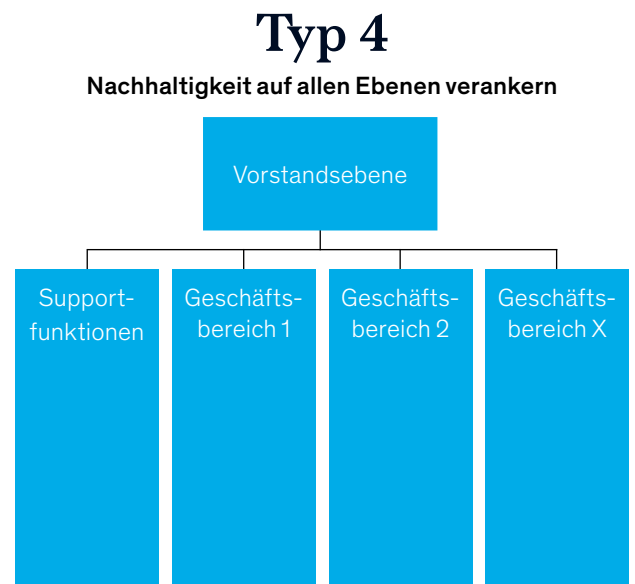 Typ 4
Nachhaltigkeit auf allen Ebenen verankern
Vorstandsebene
Support-
funktionen
Geschäfts-
bereich 1
Geschäfts-
bereich 2
Geschäfts-
bereich X